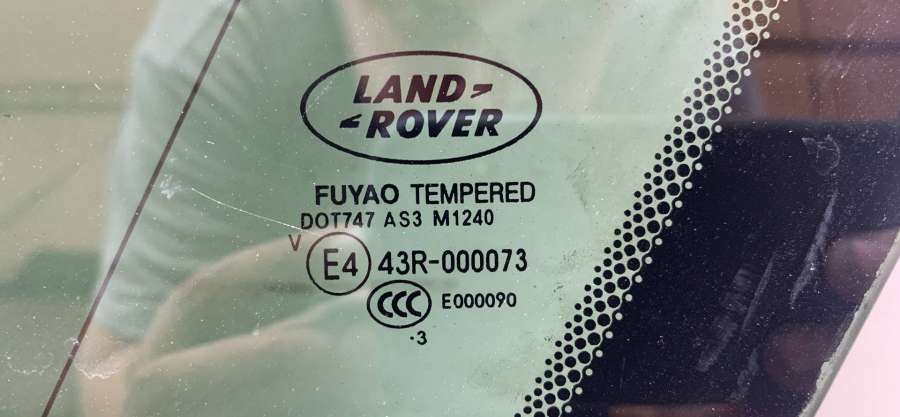 LAND
ROVER
FUYAO TEMPERED
DOT747 AS3 M1240
V
E4 43R-000073
CCC E000090
·3